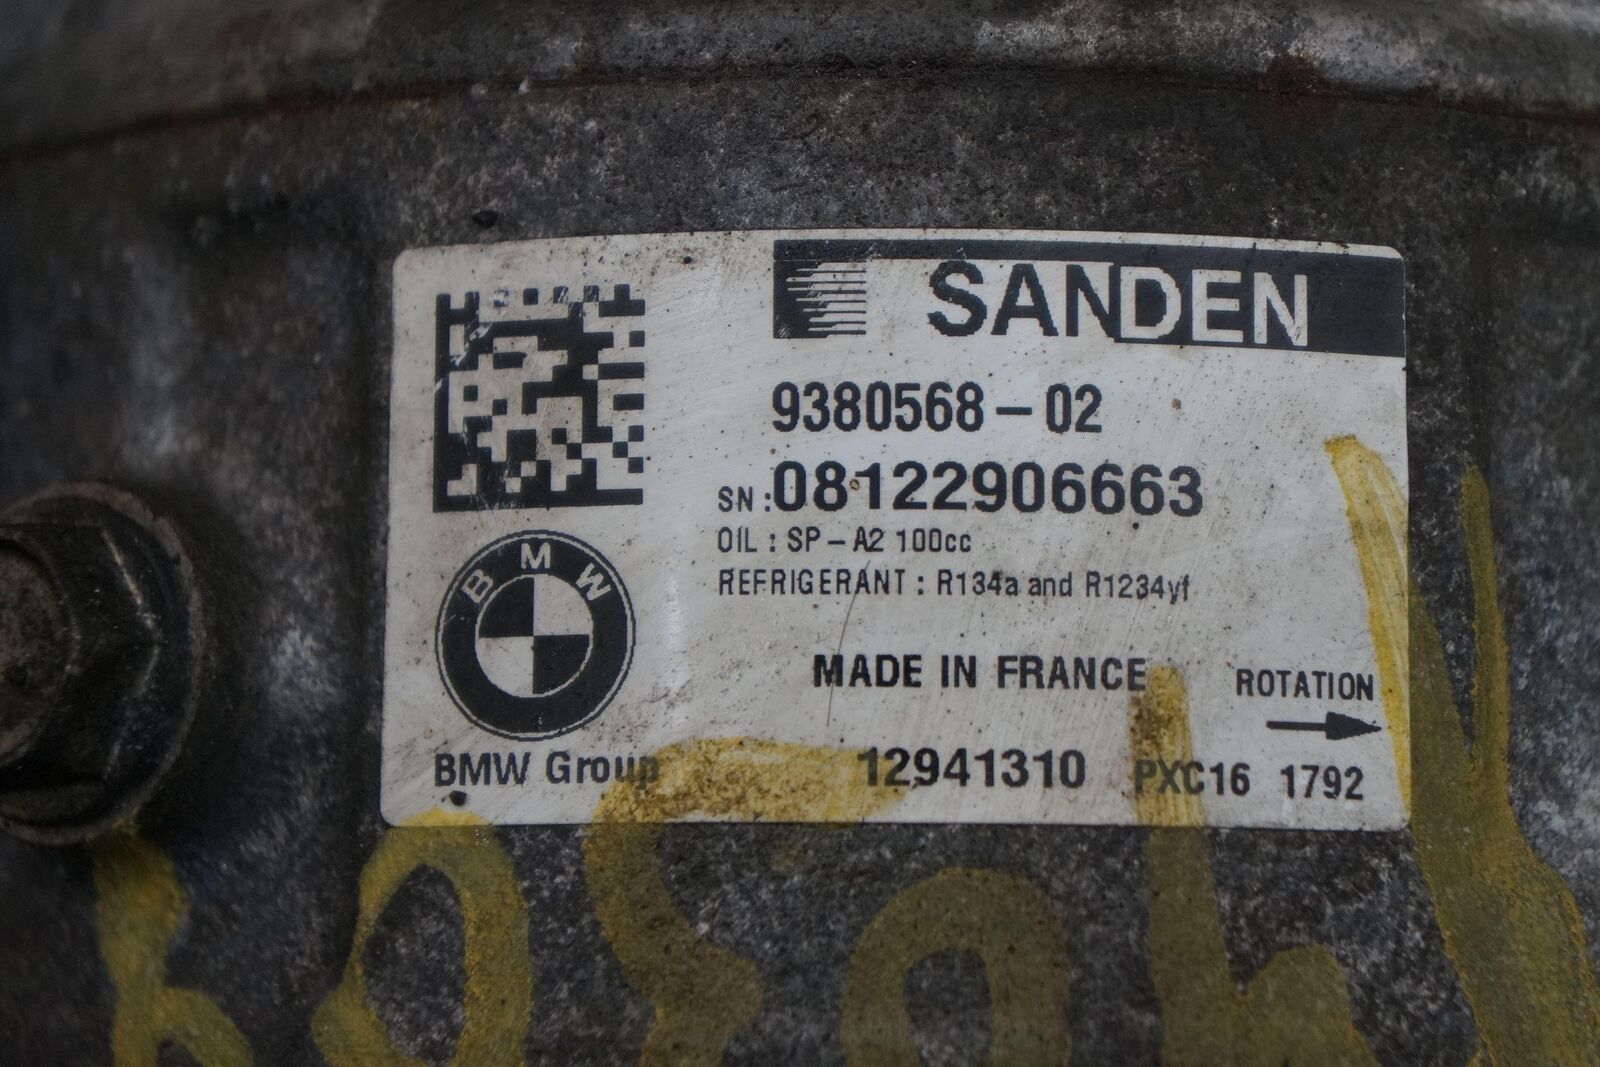 SANDEN
9380568-02
SN:08122906663
OIL : SP-A2 100cc
REFRIGERANT : R134a and R1234yf
BMW
MADE IN FRANCE
ROTATION
BMW Group
12941310
PXC16 1792